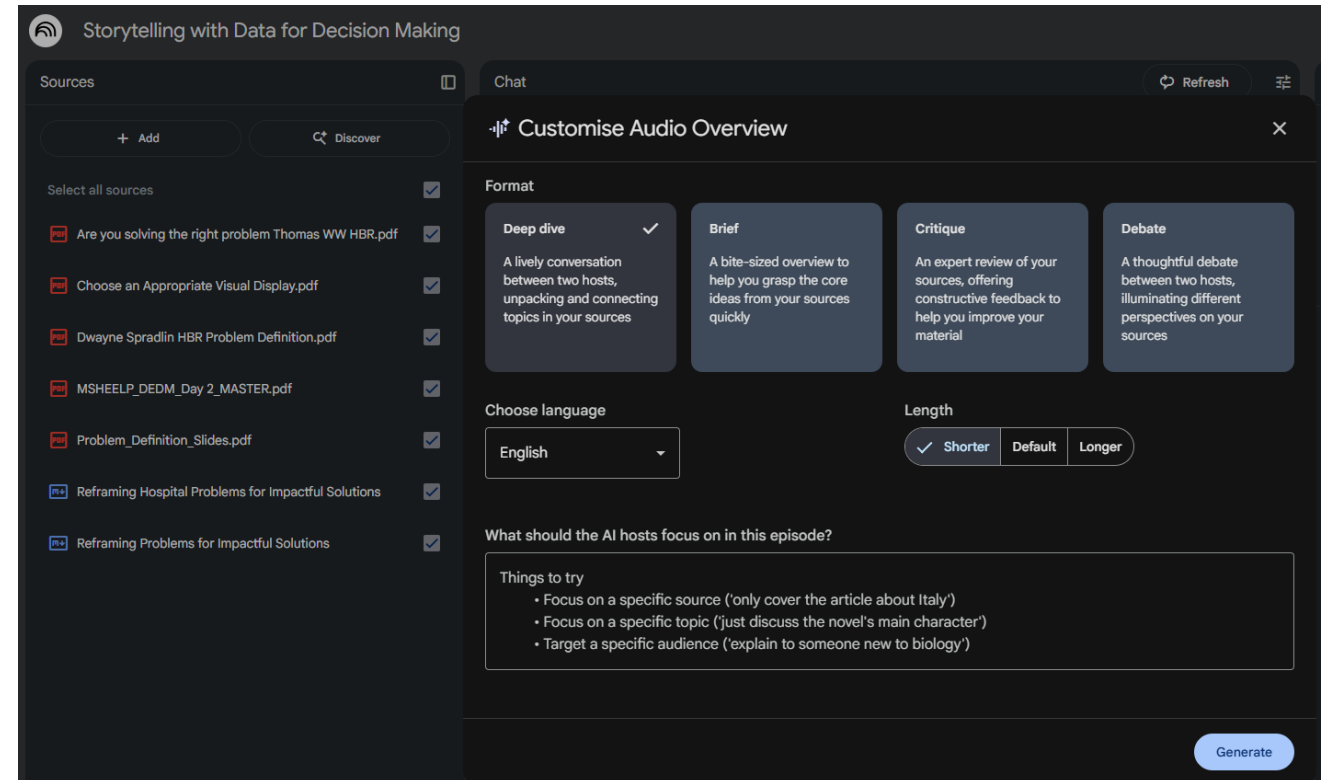 Storytelling with Data for Decision Making
Sources
+ Add
Discover
Select all sources
PDF Are you solving the right problem Thomas WW HBR.pdf
PDF Choose an Appropriate Visual Display.pdf
PDF Dwayne Spradlin HBR Problem Definition.pdf
PDF MSHEELP_DEDM_Day 2_MASTER.pdf
PDF Problem_Definition_Slides.pdf
Reframing Hospital Problems for Impactful Solutions
Reframing Problems for Impactful Solutions
Chat
Refresh
Customise Audio Overview
Format
Deep dive
A lively conversation
between two hosts,
unpacking and connecting
topics in your sources
Brief
A bite-sized overview to
help you grasp the core
ideas from your sources
quickly
Critique
An expert review of your
sources, offering
constructive feedback to
help you improve your
material
Debate
A thoughtful debate
between two hosts,
illuminating different
perspectives on your
sources
Choose language
English
Length
Shorter Default Longer
What should the AI hosts focus on in this episode?
Things to try
• Focus on a specific source ('only cover the article about Italy')
• Focus on a specific topic ('just discuss the novel's main character')
• Target a specific audience ('explain to someone new to biology')
Generate